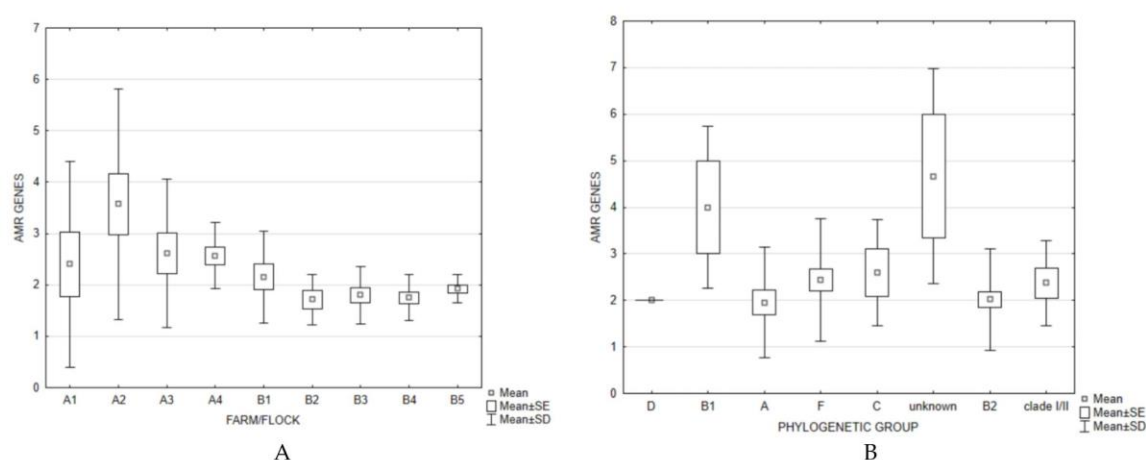 7
6
5
4
3
2
1
0
AMR GENES
A1 A2 A3 A4 B1 B2 B3 B4 B5
FARM/FLOCK
Mean
Mean±SE
Mean±SD
A
8
7
6
5
4
3
2
1
0
AMR GENES
D B1 A F C unknown B2 clade I/II
PHYLOGENETIC GROUP
Mean
Mean±SE
Mean±SD
B